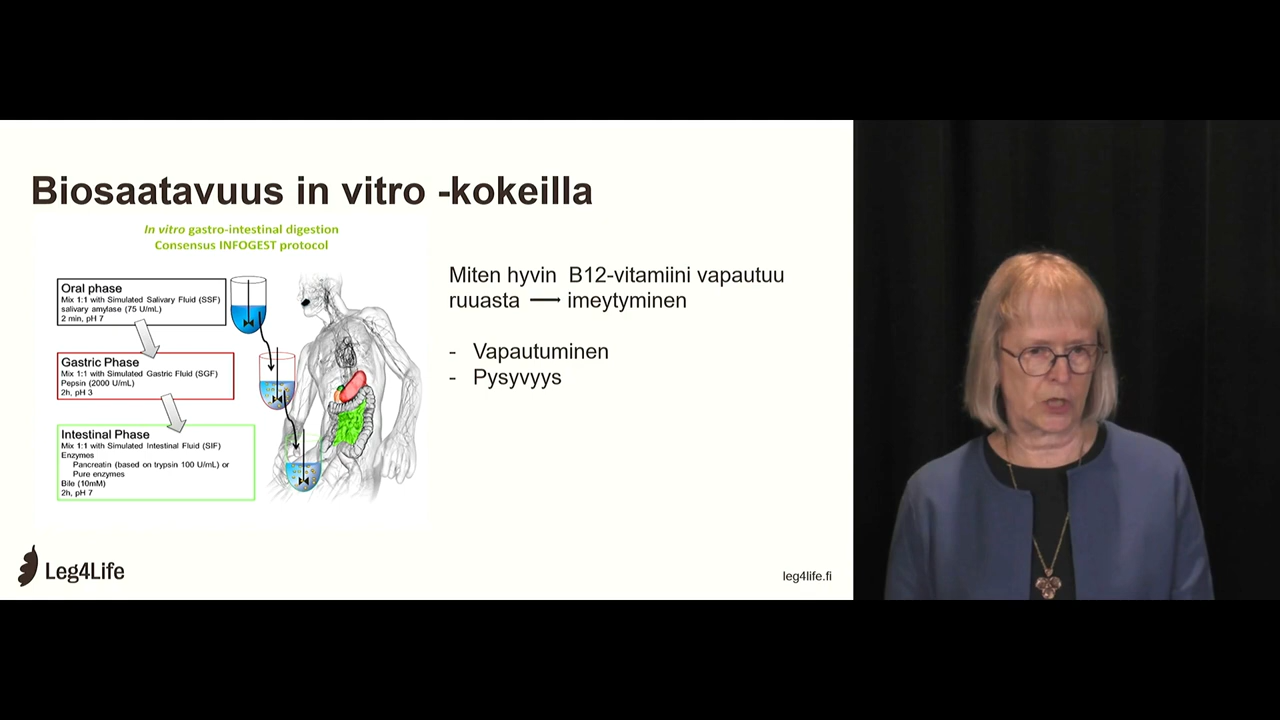 Biosaatavuus in vitro -kokeilla
In vitro gastro-intestinal digestion
Consensus INFOGEST protocol
Oral phase
Mix 1:1 with Simulated Salivary Fluid (SSF)
salivary amylase (75 U/mL)
2 min, pH 7
Gastric Phase
Mix 1:1 with Simulated Gastric Fluid (SGF)
Pepsin (2000 U/mL)
2h, pH 3
Intestinal Phase
Mix 1:1 with Simulated Intestinal Fluid (SIF)
Enzymes
Pancreatin (based on trypsin 100 U/mL) or
Pure enzymes
Bile (10mM)
2h, pH 7
Miten hyvin B12-vitamiini vapautuu
ruuasta → imeytyminen
- Vapautuminen
- Pysyvyys
Leg4Life
leg4life.fi